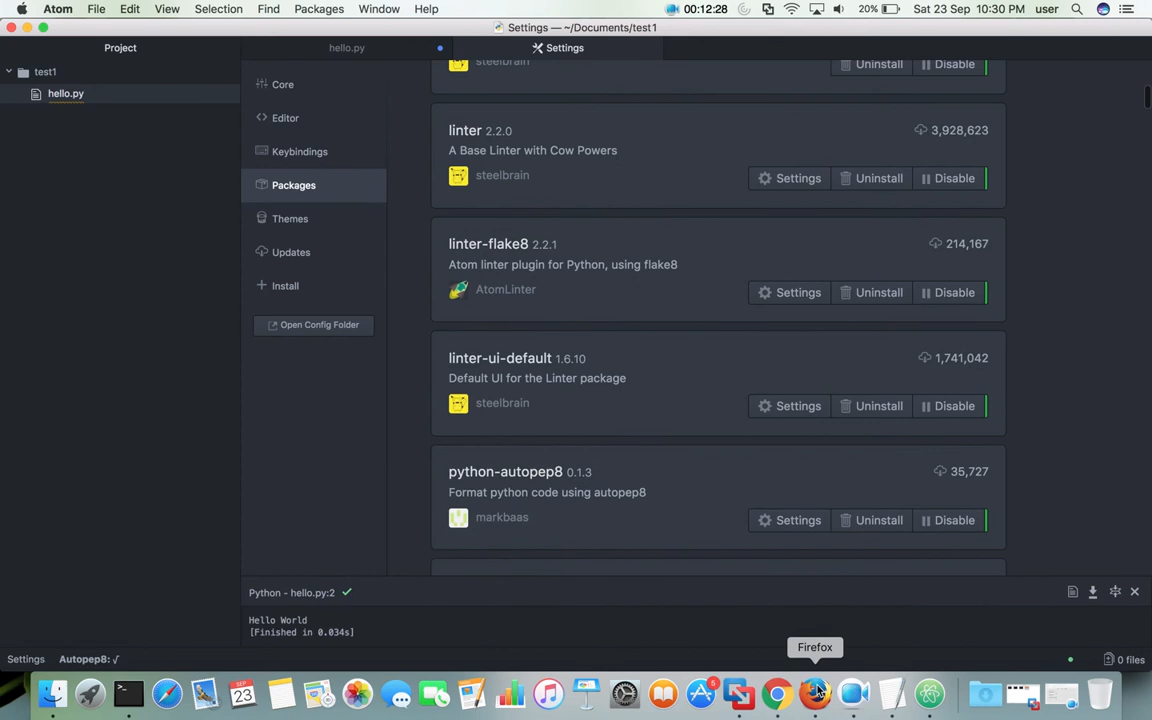 Atom File Edit View Selection Find Packages Window Help 00:12:28 20% Sat 23 Sep 10:30 PM user
Settings — ~/Documents/test1
Project
hello.py
Settings
test1
hello.py
Core
Editor
Keybindings
Packages
Themes
Updates
Install
Open Config Folder
steelbrain
Uninstall Disable
linter 2.2.0
3,928,623
A Base Linter with Cow Powers
steelbrain
Settings Uninstall Disable
linter-flake8 2.2.1
214,167
Atom linter plugin for Python, using flake8
AtomLinter
Settings Uninstall Disable
linter-ui-default 1.6.10
1,741,042
Default UI for the Linter package
steelbrain
Settings Uninstall Disable
python-autopep8 0.1.3
35,727
Format python code using autopep8
markbaas
Settings Uninstall Disable
Python - hello.py:2
Hello World
[Finished in 0.034s]
Settings Autopep8: √
0 files
Firefox
SEP
23
5